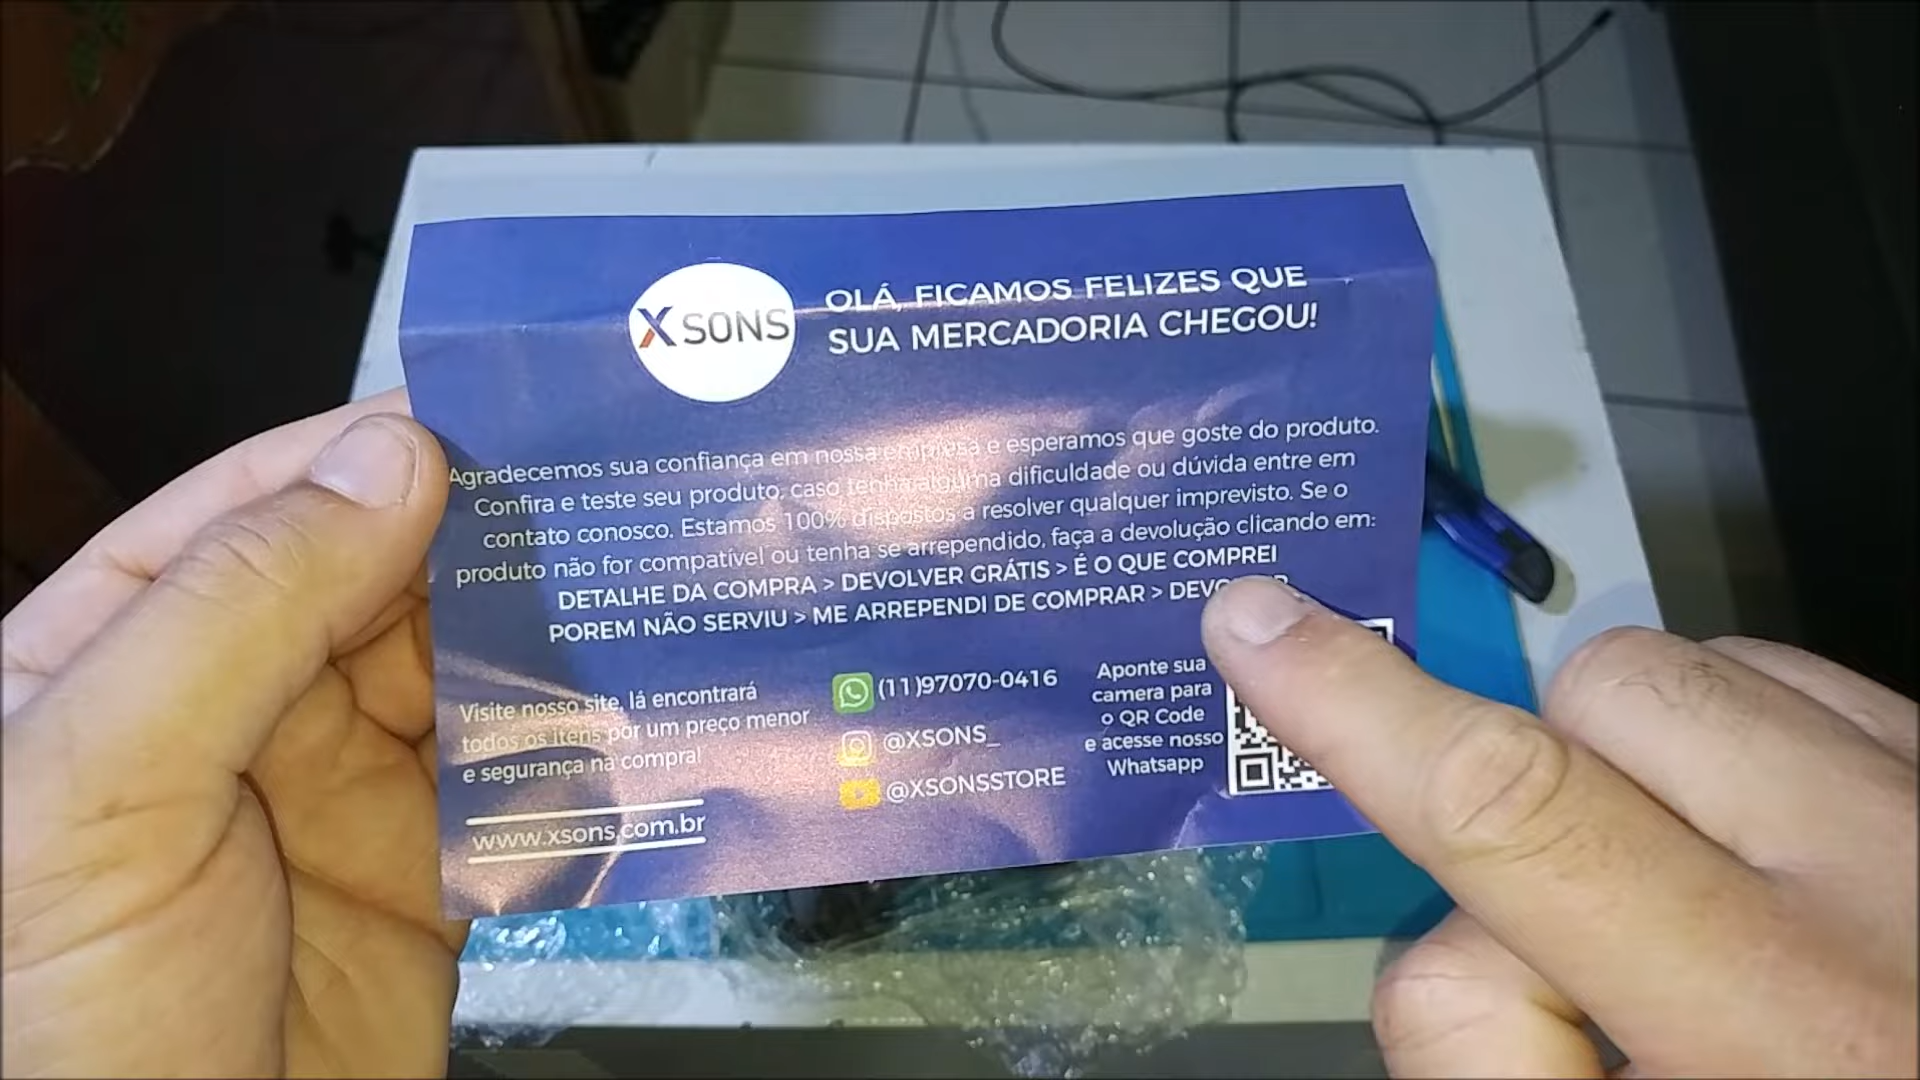 XSONS
OLÁ, FICAMOS FELIZES QUE
SUA MERCADORIA CHEGOU!
Agradecemos sua confiança em nossa empresa e esperamos que goste do produto.
Confira e teste seu produto, caso tenha alguma dificuldade ou dúvida entre em
contato conosco. Estamos 100% dispostos a resolver qualquer imprevisto. Se o
produto não for compatível ou tenha se arrependido, faça a devolução clicando em:
DETALHE DA COMPRA > DEVOLVER GRÁTIS > É O QUE COMPREI
POREM NÃO SERVIU > ME ARREPENDI DE COMPRAR >
Visite nosso site, lá encontrará
todos os itens por um preço menor
e segurança na compra!
www.xsons.com.br
(11)97070-0416
@XSONS_
@XSONSSTORE
Aponte sua
camera para
o QR Code
e acesse nosso
Whatsapp